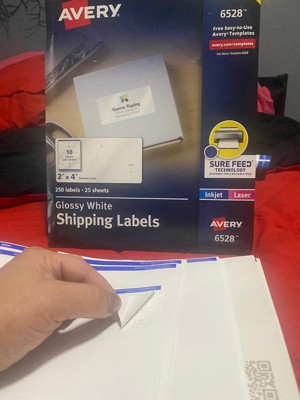 AVERY
6528
Free Easy-to-Use
Avery Templates
avery.com/templates
10
250 labels · 25 sheets
2" x 4"
Glossy White
Shipping Labels
SURE FEED
TECHNOLOGY
Inkjet
Laser
AVERY
6528